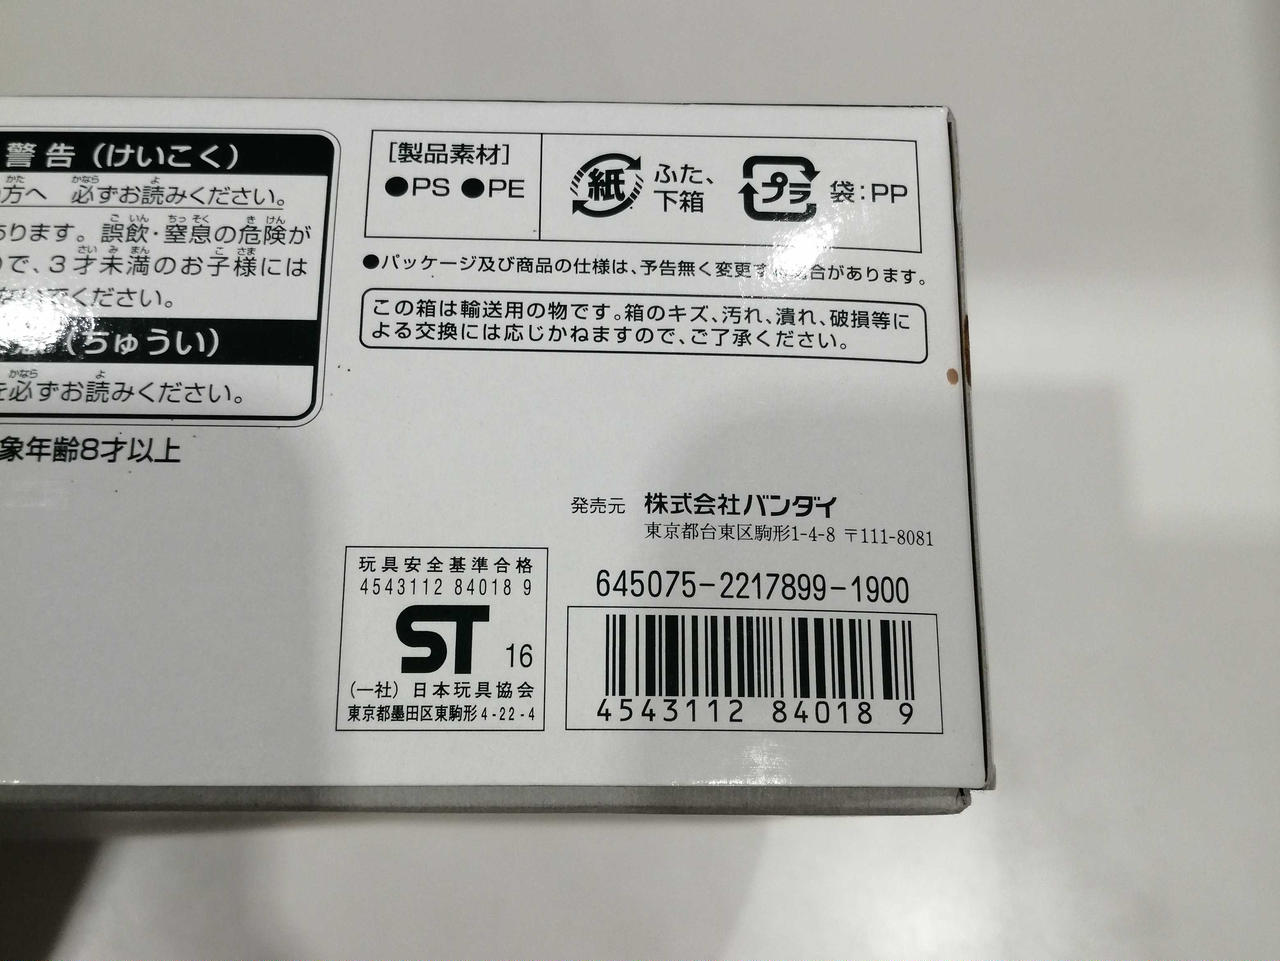 警告（けいこく）
方へ 必ずお読みください。
ります。誤飲・窒息の危険が
で、3才未満のお子様には
ください。
（ちゅうい）
必ずお読みください。
象年齢8才以上
[製品素材]
●PS ●PE
紙 ふた、
下箱
プラ 袋:PP
●パッケージ及び商品の仕様は、予告無く変更す 場合があります。
この箱は輸送用の物です。箱のキズ、汚れ、潰れ、破損等に
よる交換には応じかねますので、ご了承ください。
発売元 株式会社バンダイ
東京都台東区駒形1-4-8 〒111-8081
645075-2217899-1900
4543112 84018 9
玩具安全基準合格
4543112 84018 9
ST 16
(一社) 日本玩具協会
東京都墨田区東駒形4-22-4